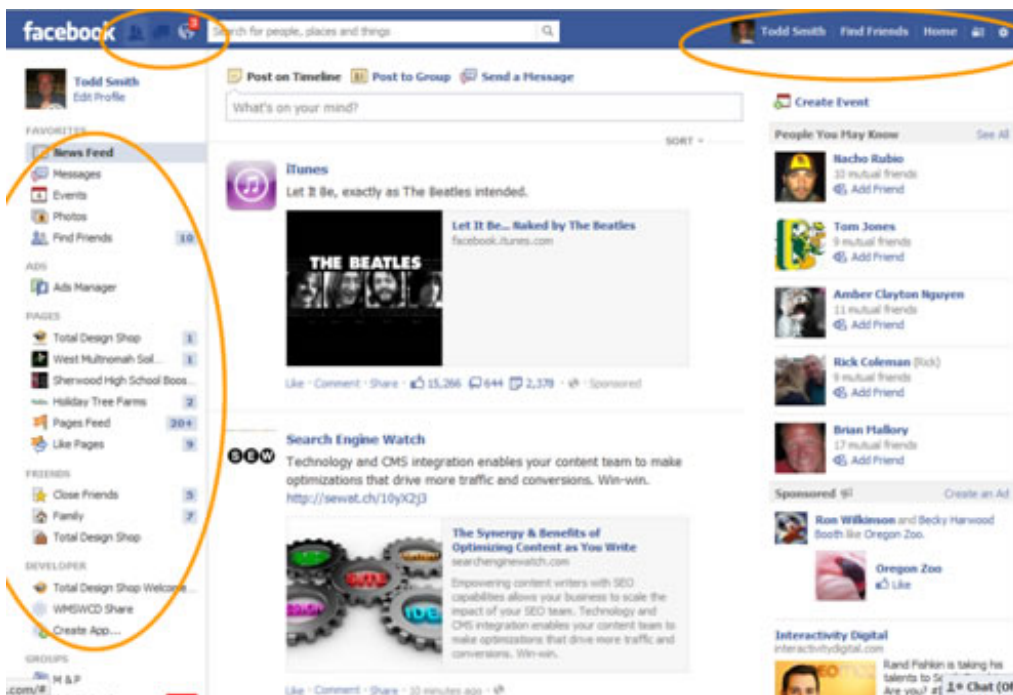 facebook
3
Search for people, places and things
Todd Smith Find Friends Home
Todd Smith
Edit Profile
FAVORITES
News Feed
Messages
Events
Photos
Find Friends 10
ADS
Ads Manager
PAGES
Total Design Shop 1
West Multnomah Soil... 1
Sherwood High School Boos...
Holiday Tree Farms 2
Pages Feed 20+
Like Pages 9
FRIENDS
Close Friends 5
Family 7
Total Design Shop
DEVELOPER
Total Design Shop Welcome...
WMSWCD Share
Create App...
GROUPS
M & P
.com/#
Post on Timeline Post to Group Send a Message
What's on your mind?
SORT
iTunes
Let It Be, exactly as The Beatles intended.
THE BEATLES
Let It Be... Naked by The Beatles
facebook.itunes.com
Like · Comment · Share · 15,266 644 2,378 · Sponsored
SEW
Search Engine Watch
Technology and CMS integration enables your content team to make
optimizations that drive more traffic and conversions. Win-win.
http://sewat.ch/10yX2j3
The Synergy & Benefits of
Optimizing Content as You Write
searchenginewatch.com
Empowering content writers with SEO
capabilities allows your business to scale the
impact of your SEO team. Technology and
CMS integration enables your content team to
make optimizations that drive more traffic and
conversions. Win-win.
Like · Comment · Share · 10 minutes ago
Create Event
People You May Know See All
Nacho Rubio
10 mutual friends
Add Friend
Tom Jones
9 mutual friends
Add Friend
Amber Clayton Nguyen
11 mutual friends
Add Friend
Rick Coleman (Rick)
9 mutual friends
Add Friend
Brian Mallory
17 mutual friends
Add Friend
Sponsored Create an Ad
Ron Wilkinson and Becky Harwood
Booth like Oregon Zoo.
Oregon Zoo
Like
Interactivity Digital
interactivitydigital.com
Rand Fishkin is taking his
talents to
Are you?
Chat